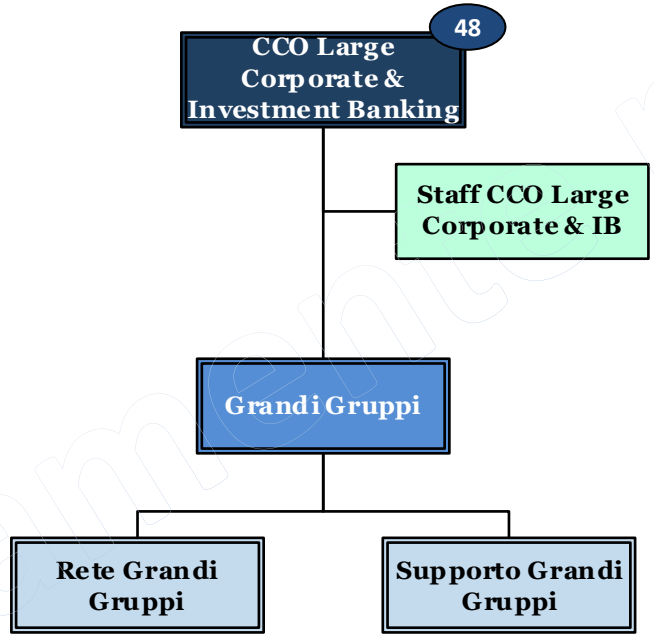 48
CCO Large
Corporate &
Investment Banking
Staff CCO Large
Corporate & IB
Grandi Gruppi
Rete Grandi
Gruppi
Supporto Grandi
Gruppi